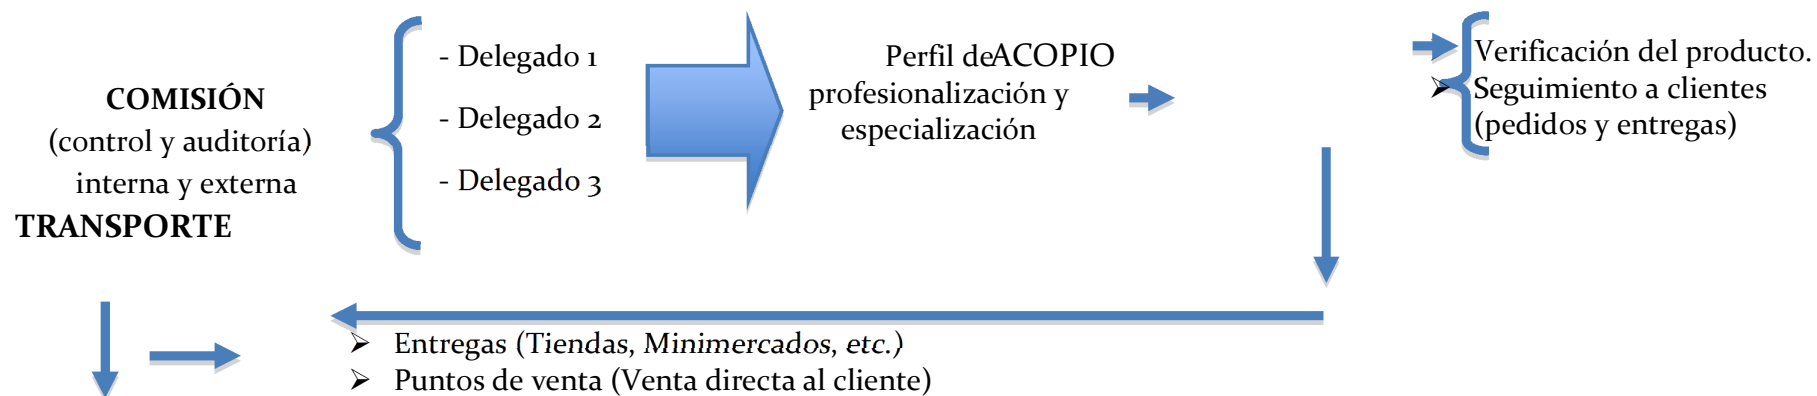 COMISIÓN
(control y auditoría)
interna y externa
TRANSPORTE
- Delegado 1
- Delegado 2
- Delegado 3
Perfil deACOPIO
profesionalización y
especialización
Verificación del producto.
➢ Seguimiento a clientes
(pedidos y entregas)
➢ Entregas (Tiendas, Minimercados, etc.)
➢ Puntos de venta (Venta directa al cliente)